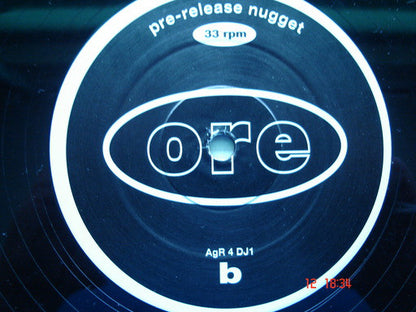 pre-release nugget
33 rpm
ore
AgR 4 DJ1
b
12 18:34